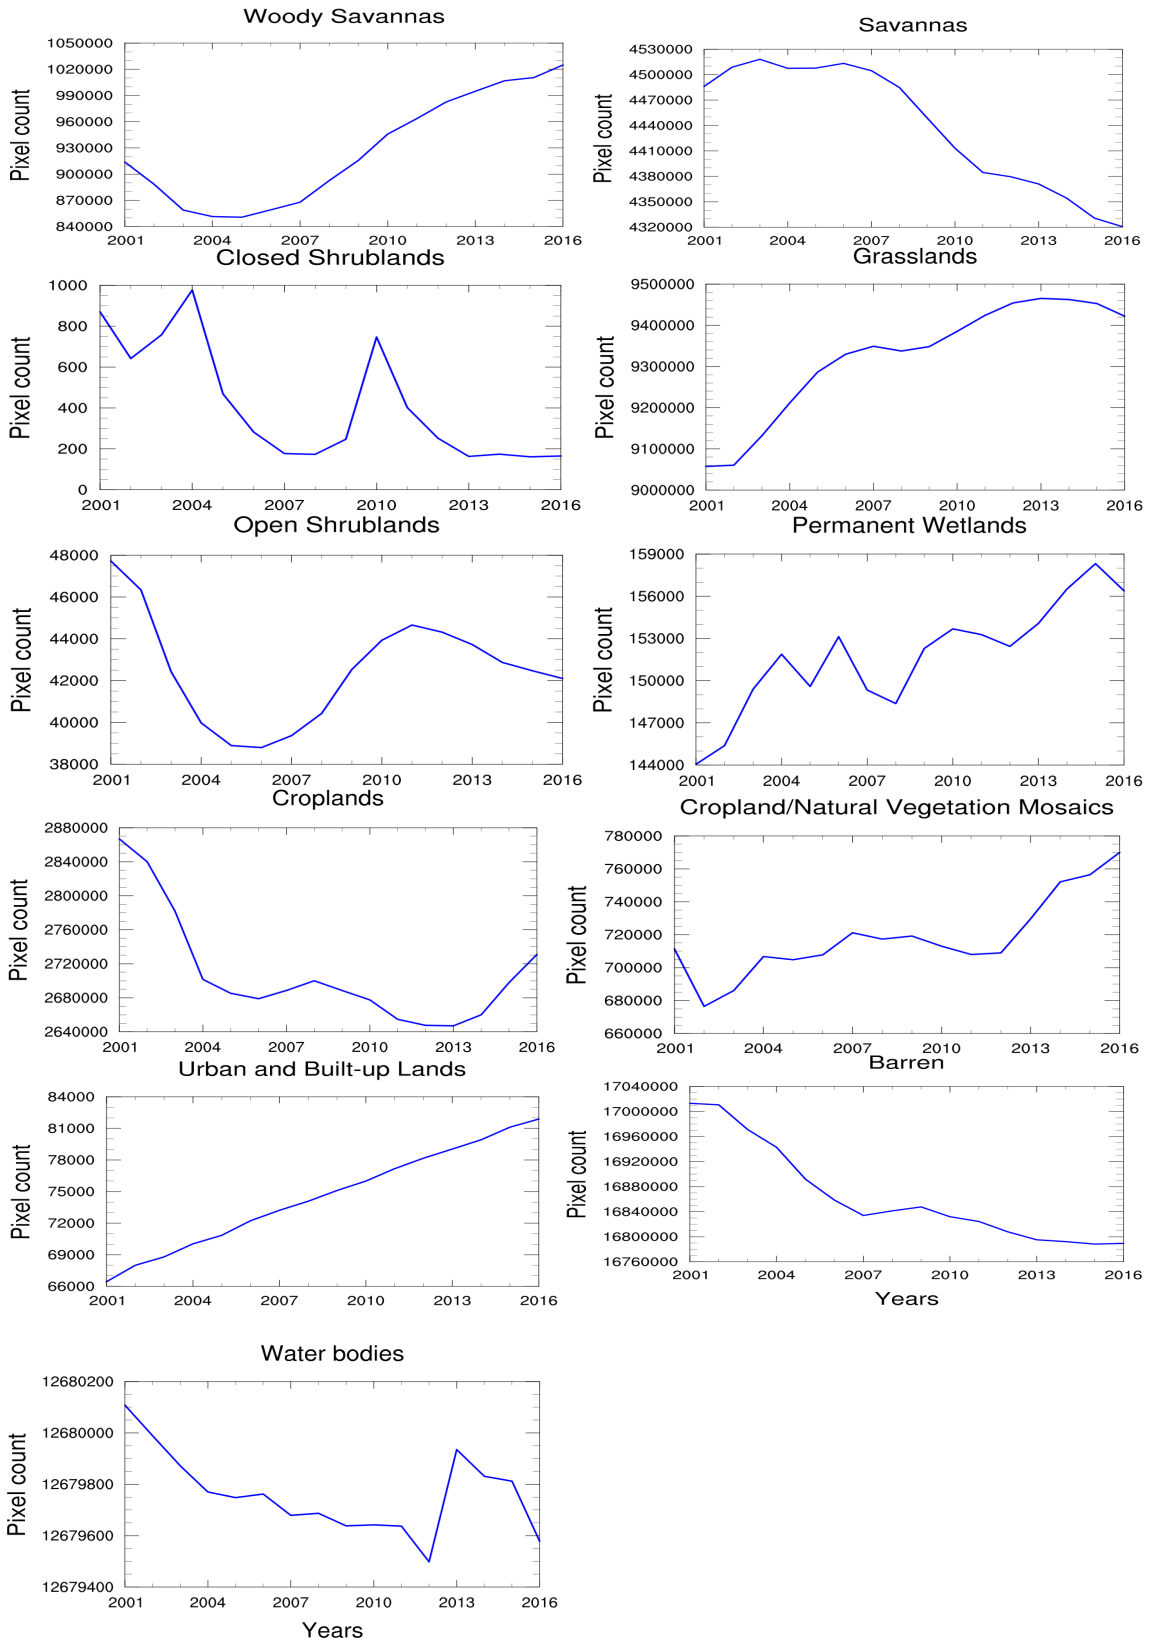 Woody Savannas
Pixel count
1050000
1020000
990000
960000
930000
900000
870000
840000
2001 2004 2007 2010 2013 2016
Savannas
Pixel count
4530000
4500000
4470000
4440000
4410000
4380000
4350000
4320000
2001 2004 2007 2010 2013 2016
Closed Shrublands
Pixel count
1000
800
600
400
200
0
2001 2004 2007 2010 2013 2016
Grasslands
Pixel count
9500000
9400000
9300000
9200000
9100000
9000000
2001 2004 2007 2010 2013 2016
Open Shrublands
Pixel count
48000
46000
44000
42000
40000
38000
2001 2004 2007 2010 2013 2016
Permanent Wetlands
Pixel count
159000
156000
153000
150000
147000
144000
2001 2004 2007 2010 2013 2016
Croplands
Pixel count
2880000
2840000
2800000
2760000
2720000
2680000
2640000
2001 2004 2007 2010 2013 2016
Cropland/Natural Vegetation Mosaics
Pixel count
780000
760000
740000
720000
700000
680000
660000
2001 2004 2007 2010 2013 2016
Urban and Built-up Lands
Pixel count
84000
81000
78000
75000
72000
69000
66000
2001 2004 2007 2010 2013 2016
Barren
Pixel count
17040000
17000000
16960000
16920000
16880000
16840000
16800000
16760000
2001 2004 2007 2010 2013 2016
Years
Water bodies
Pixel count
12680200
12680000
12679800
12679600
12679400
2001 2004 2007 2010 2013 2016
Years